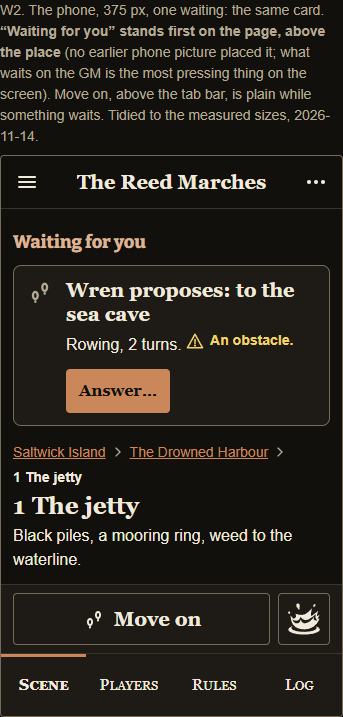 W2. The phone, 375 px, one waiting: the same card.
“Waiting for you” stands first on the page, above
the place (no earlier phone picture placed it; what
waits on the GM is the most pressing thing on the
screen). Move on, above the tab bar, is plain while
something waits. Tidied to the measured sizes, 2026-
11-14.
The Reed Marches
Waiting for you
Wren proposes: to the
sea cave
Rowing, 2 turns. An obstacle.
Answer...
Saltwick Island > The Drowned Harbour >
1 The jetty
1 The jetty
Black piles, a mooring ring, weed to the
waterline.
Move on
Scene Players Rules Log